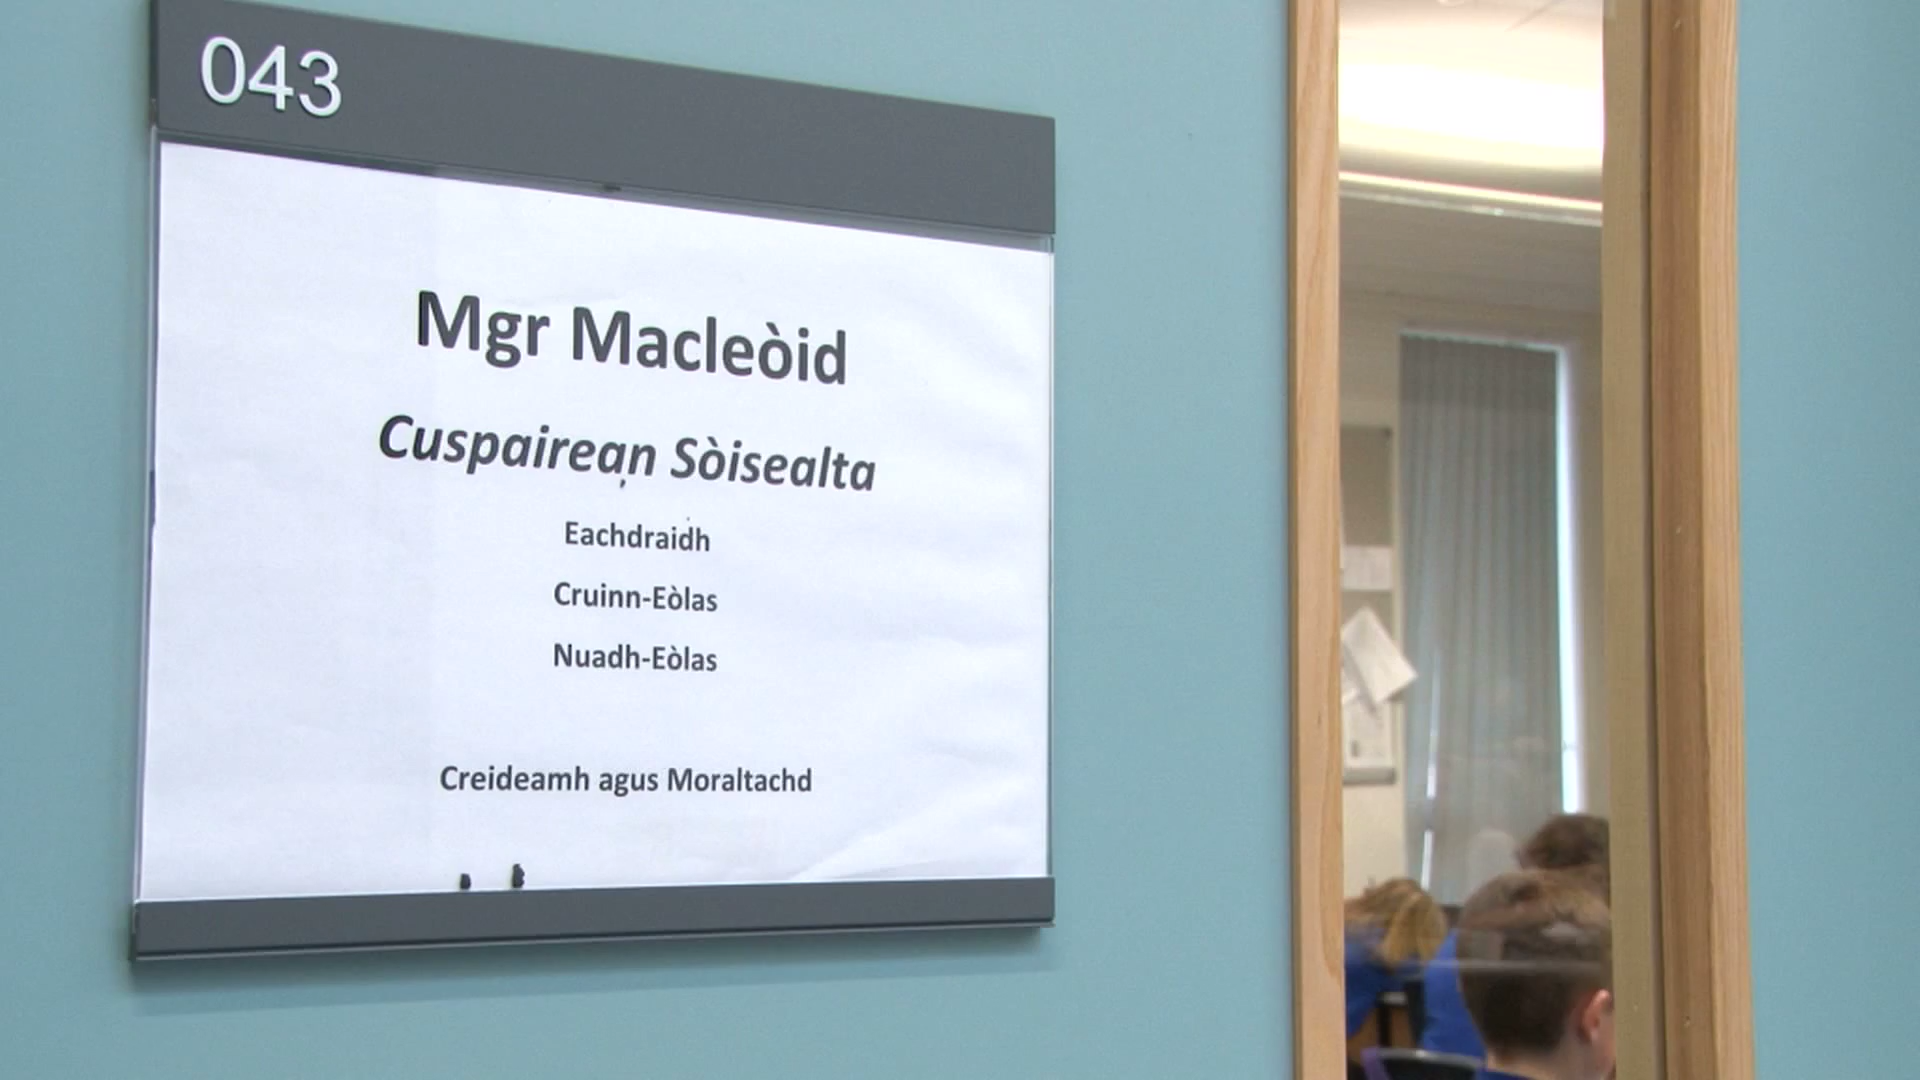 043
Mgr Macleòid
Cuspairean Sòisealta
Eachdraidh
Cruinn-Eòlas
Nuadh-Eòlas
Creideamh agus Moraltachd